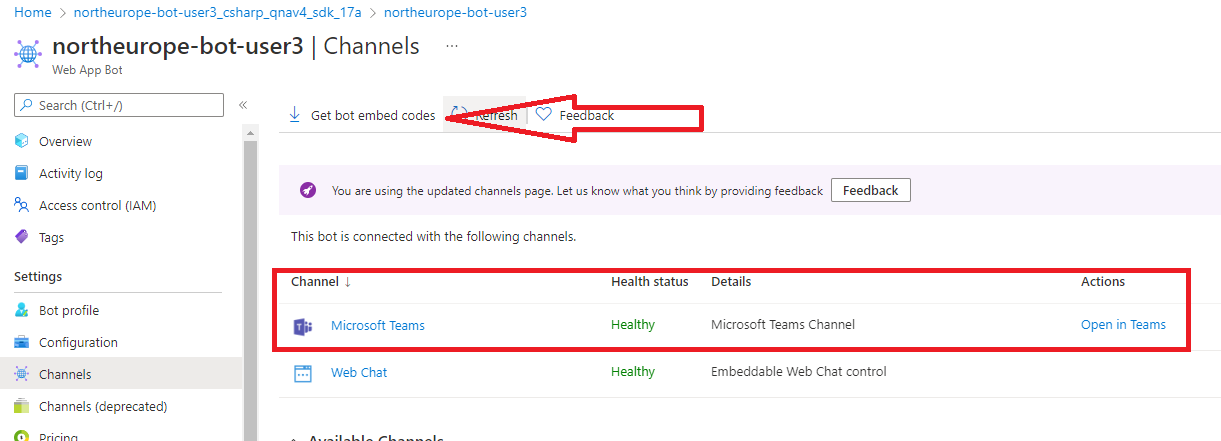 Home > northeurope-bot-user3_csharp_qnav4_sdk_17a > northeurope-bot-user3
northeurope-bot-user3 | Channels ...
Web App Bot
Search (Ctrl+/) «
Overview
Activity log
Access control (IAM)
Tags
Settings
Bot profile
Configuration
Channels
Channels (deprecated)
Pricing
Get bot embed codes Refresh Feedback
You are using the updated channels page. Let us know what you think by providing feedback Feedback
This bot is connected with the following channels.
Channel ↓ Health status Details Actions
Microsoft Teams Healthy Microsoft Teams Channel Open in Teams
Web Chat Healthy Embeddable Web Chat control
Available Channels